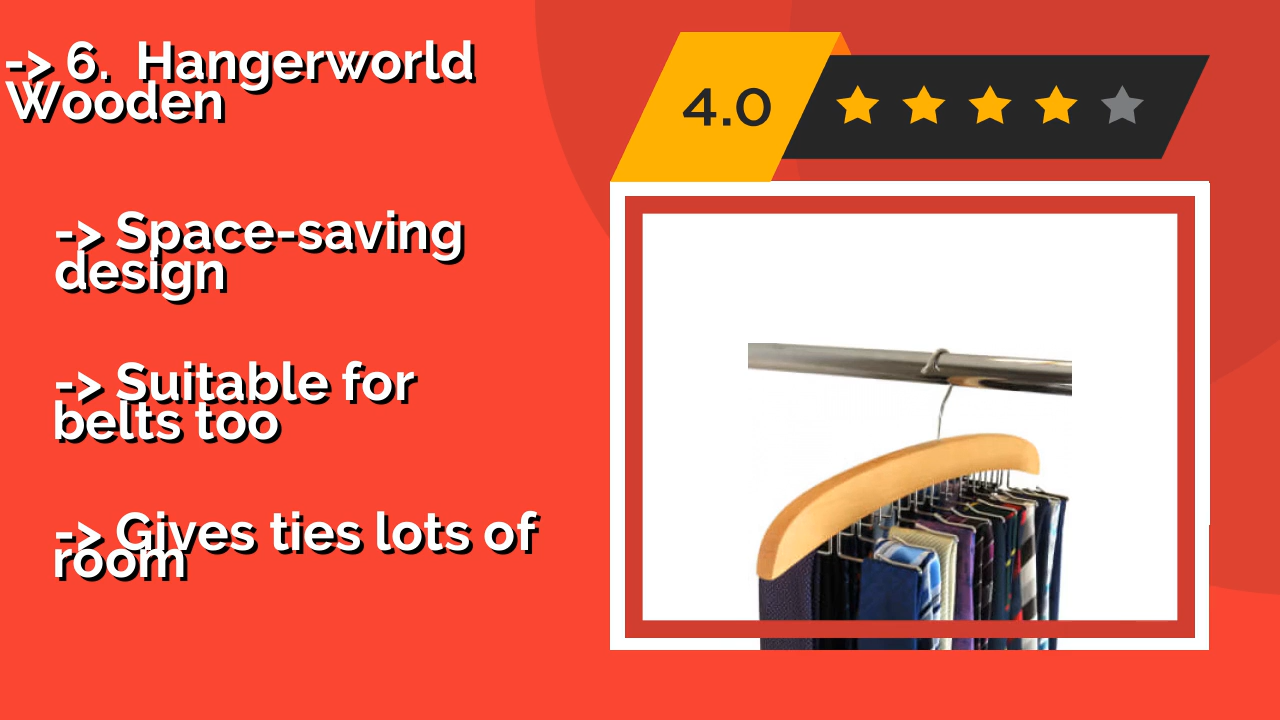 -> 6.  Hangerworld
Wooden
4.0
-> Space-saving
design
-> Suitable for
belts too
-> Gives ties lots of
room